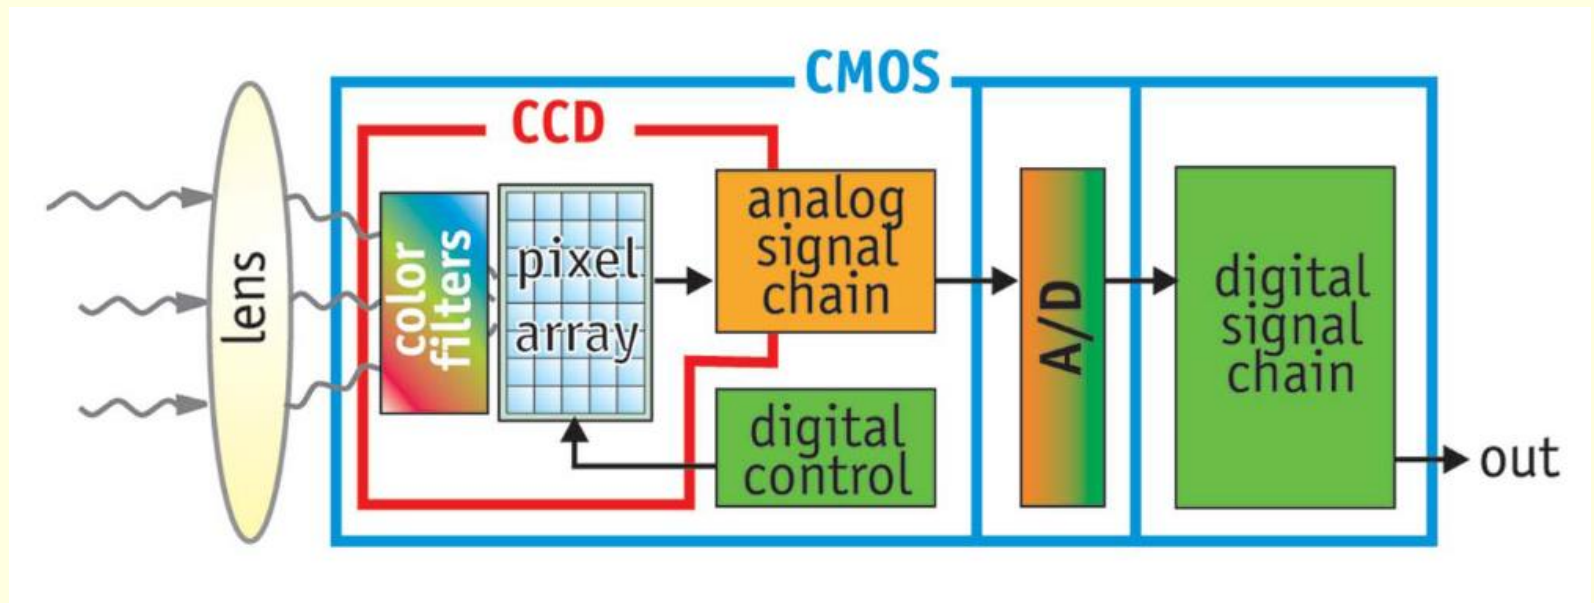 CMOS
CCD
lens
color
filters
pixel
array
analog
signal
chain
digital
control
A/D
digital
signal
chain
out